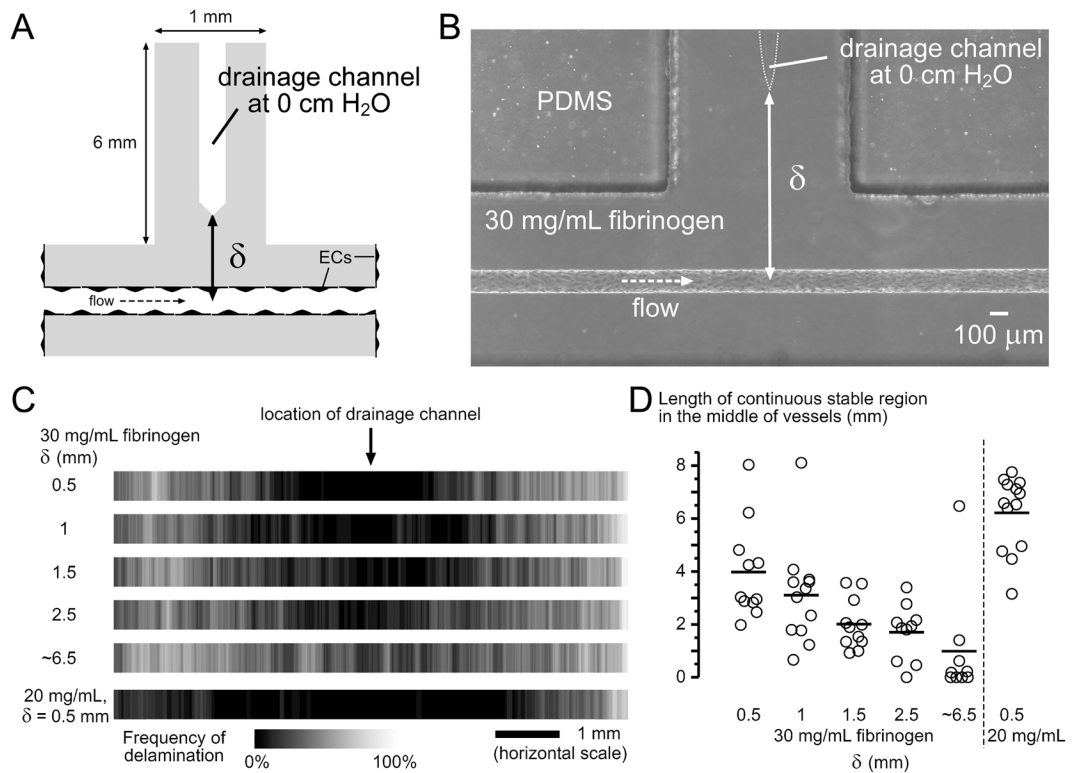 A
1 mm
drainage channel
at 0 cm H₂O
6 mm
δ
ECs
flow
B
drainage channel
at 0 cm H₂O
PDMS
δ
30 mg/mL fibrinogen
flow
100 μm
C
location of drainage channel
30 mg/mL fibrinogen
δ (mm)
0.5
1
1.5
2.5
~6.5
20 mg/mL,
δ = 0.5 mm
Frequency of
delamination
0%
100%
1 mm
(horizontal scale)
D
Length of continuous stable region
in the middle of vessels (mm)
8
6
4
2
0
0.5
1
1.5
2.5
~6.5
0.5
30 mg/mL fibrinogen
20 mg/mL
δ (mm)